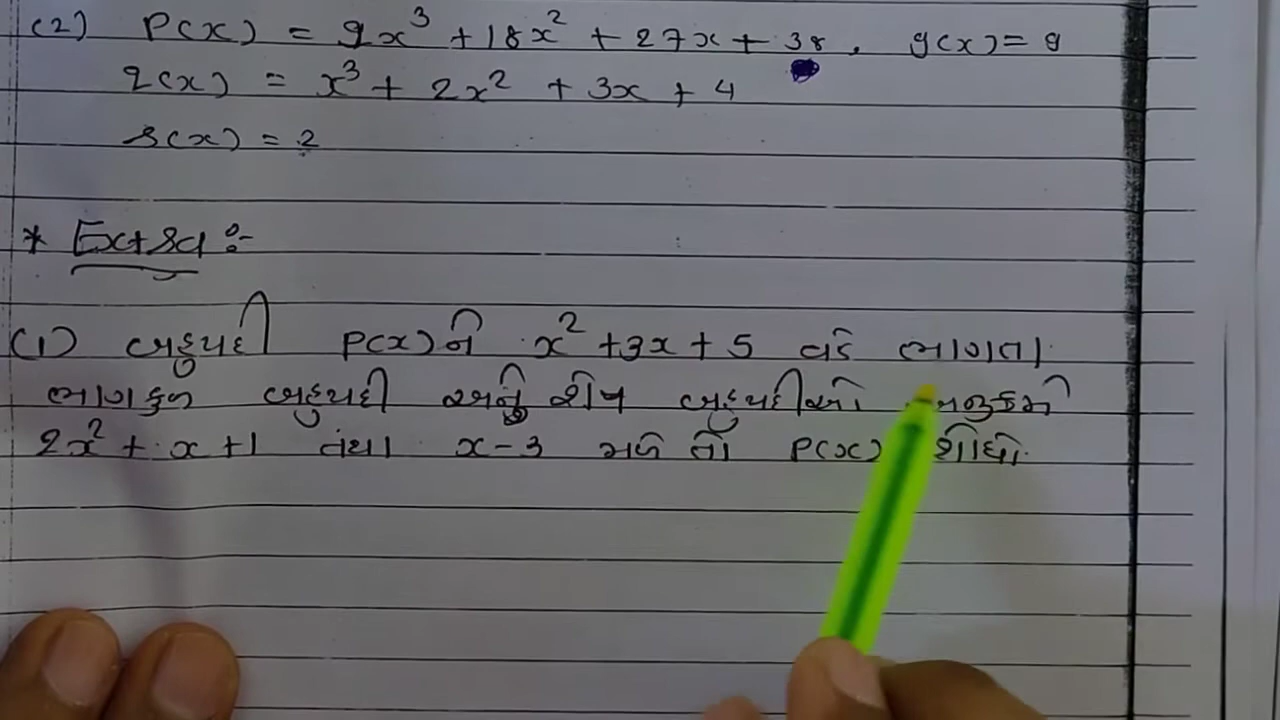 (2) P(x) = 9x³ + 18x² + 27x + 38, g(x) = 9
q(x) = x³ + 2x² + 3x + 4
s(x) = 2
* Extra :-
(1) બહુપદી P(x)ને x² + 3x + 5 વડે ભાગતા
ભાગફળ બહુપદી અને શેષ બહુપદીઓ અનુક્રમે
2x² + x + 1 તથા x - 3 મળે તો P(x) શોધો.